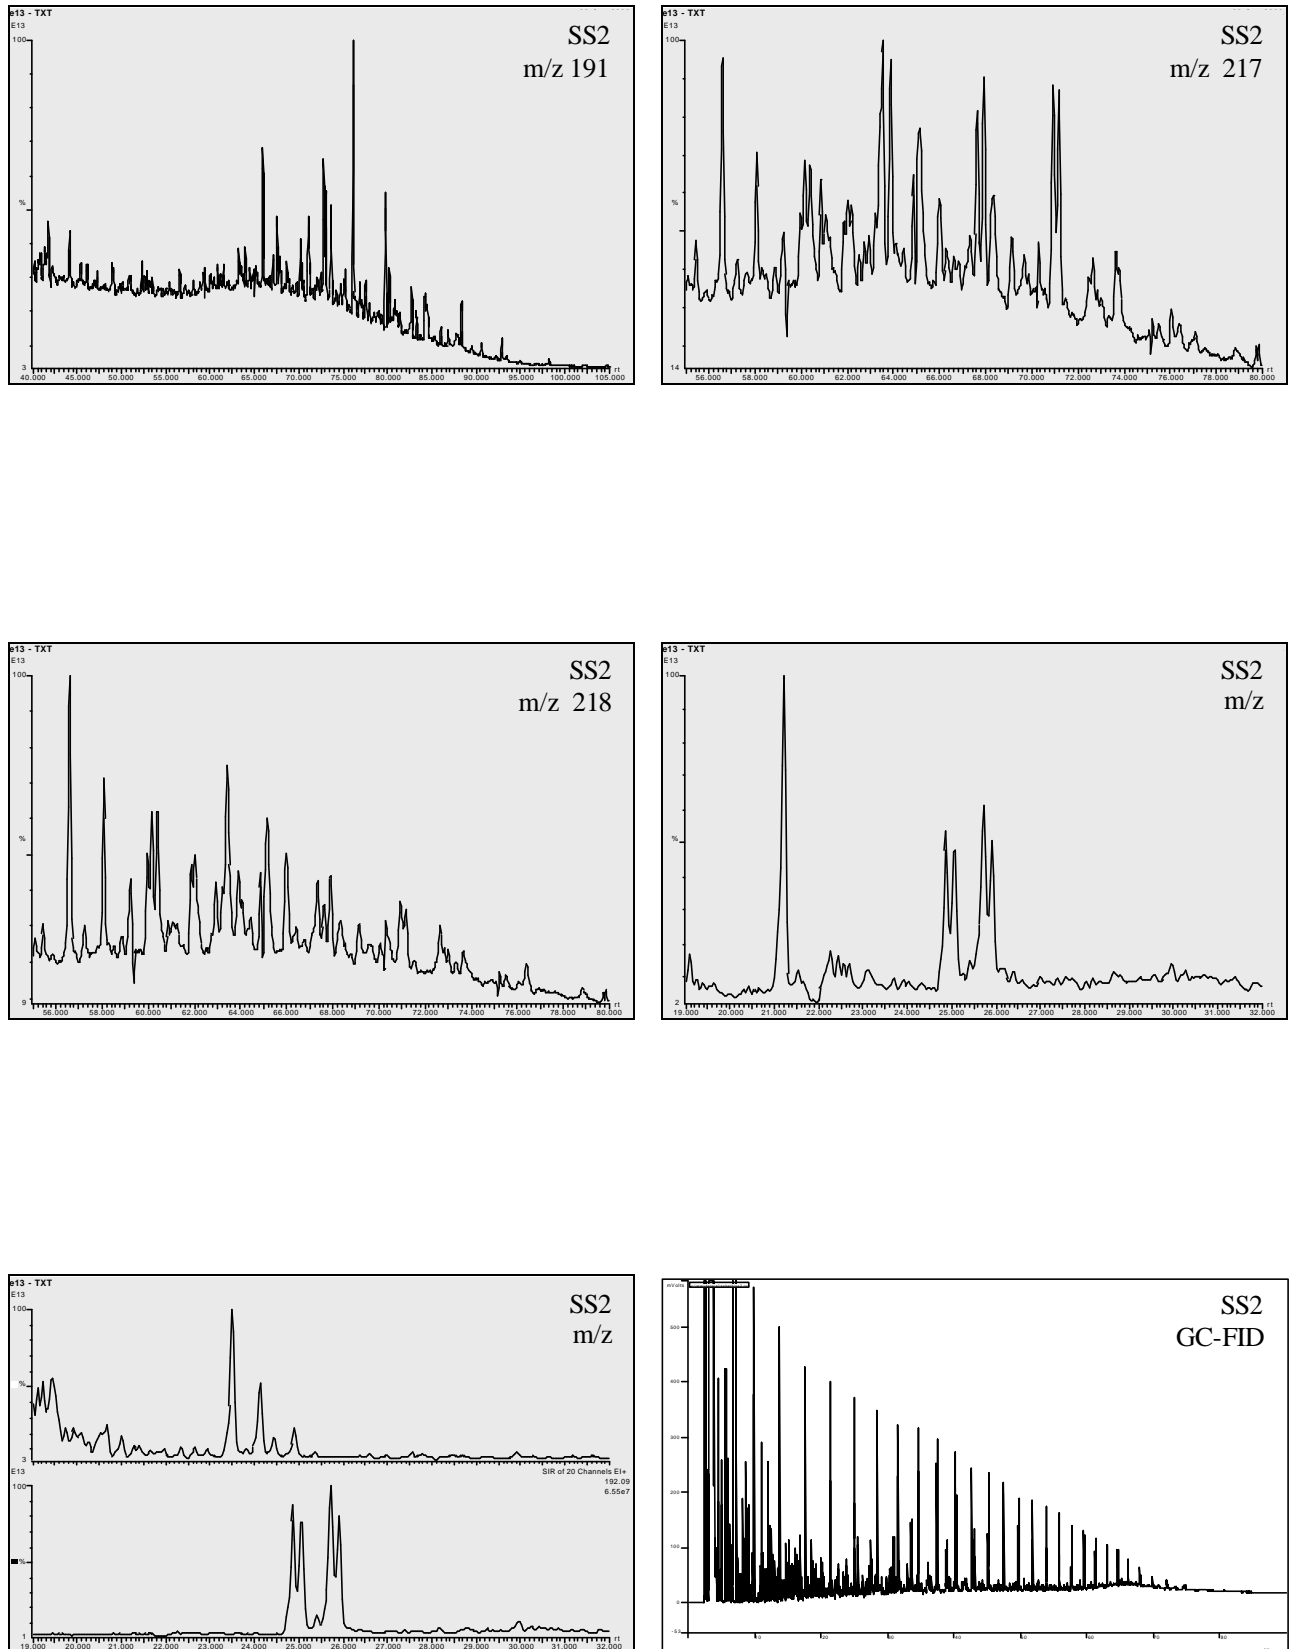 e13 - TXT
E13
SS2
m/z 191
100
%
3
40.000 45.000 50.000 55.000 60.000 65.000 70.000 75.000 80.000 85.000 90.000 95.000 100.000 105.000
rt
e13 - TXT
E13
SS2
m/z 217
100
%
14
56.000 58.000 60.000 62.000 64.000 66.000 68.000 70.000 72.000 74.000 76.000 78.000 80.000
rt
e13 - TXT
E13
SS2
m/z 218
100
%
9
56.000 58.000 60.000 62.000 64.000 66.000 68.000 70.000 72.000 74.000 76.000 78.000 80.000
rt
e13 - TXT
E13
SS2
m/z
100
%
2
19.000 20.000 21.000 22.000 23.000 24.000 25.000 26.000 27.000 28.000 29.000 30.000 31.000 32.000
rt
e13 - TXT
E13
SS2
m/z
100
%
3
E13
SIR of 20 Channels EI+
192.09
6.55e7
100
%
1
19.000 20.000 21.000 22.000 23.000 24.000 25.000 26.000 27.000 28.000 29.000 30.000 31.000 32.000
rt
mVolts
SS2
GC-FID
500
400
300
200
100
0
10 20 30 40 50 60 70 80